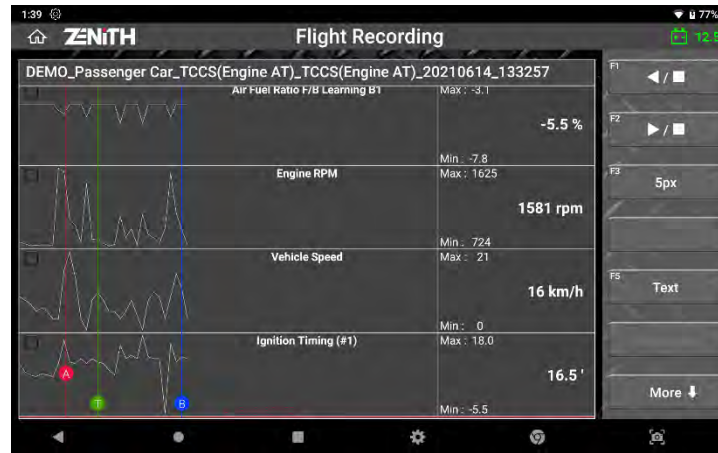 1:39 77%
ZENITH Flight Recording 12.5
DEMO_Passenger Car_TCCS(Engine AT)_TCCS(Engine AT)_20210614_133257
Air Fuel Ratio F/B Learning B1 Max : -3.1
-5.5 %
Min : -7.8
Engine RPM Max : 1625
1581 rpm
Min : 724
Vehicle Speed Max : 21
16 km/h
Min : 0
Ignition Timing (#1) Max : 18.0
16.5 '
Min : -5.5
A
T
B
F1
F2
F3 5px
F5 Text
More